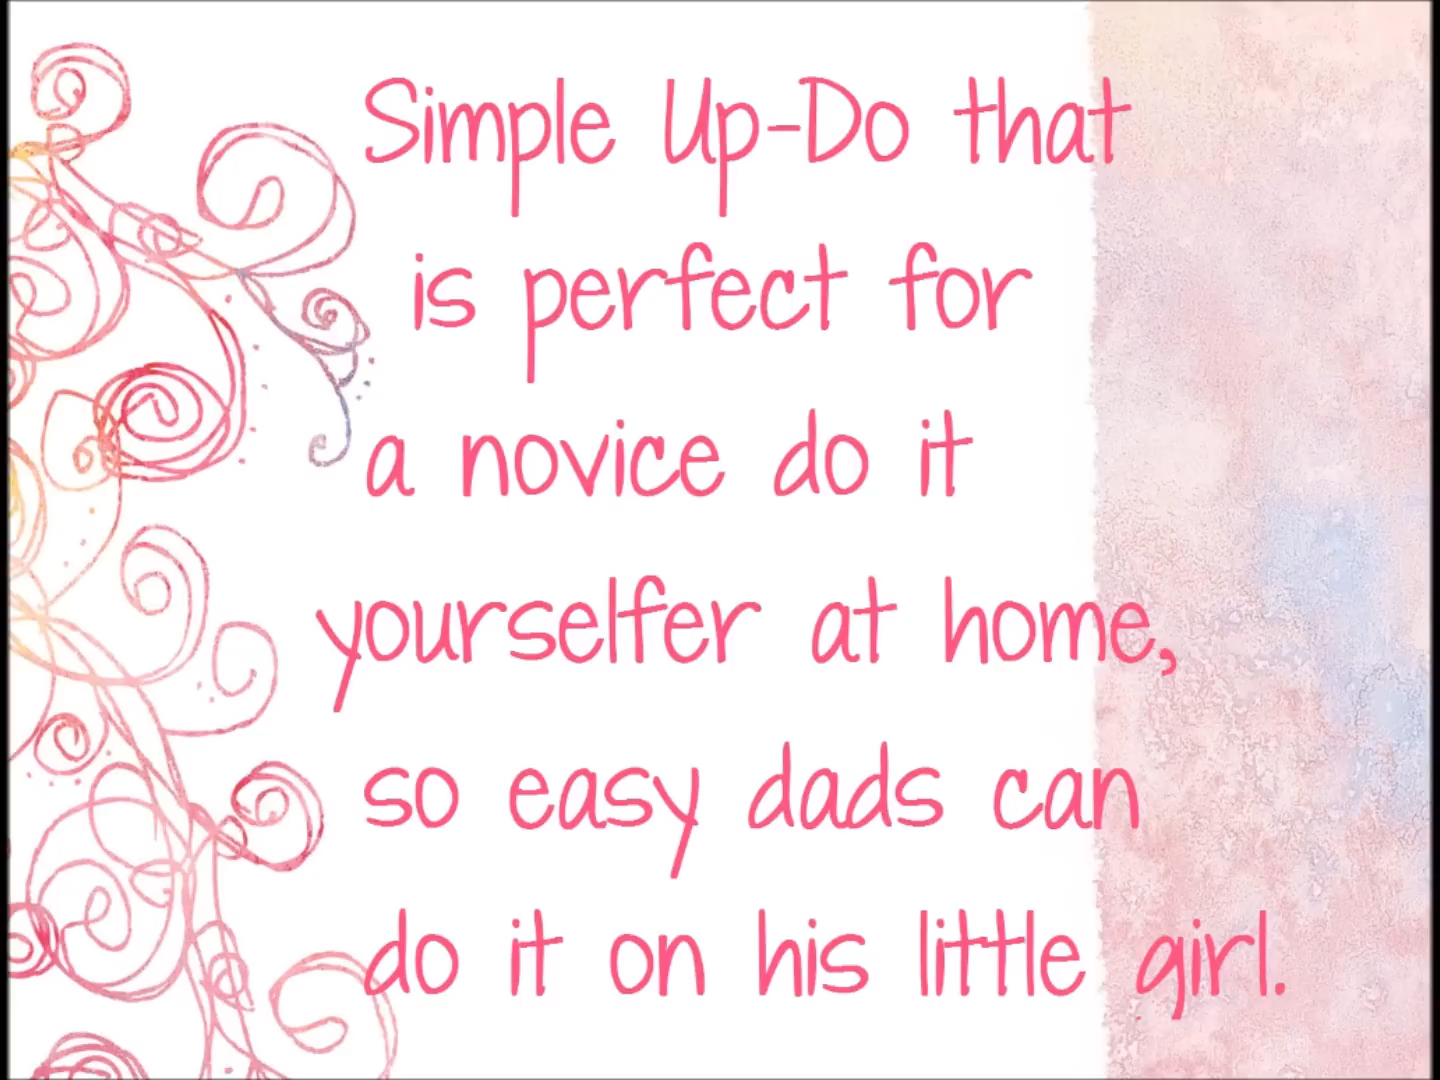 Simple Up-Do that
is perfect for
a novice do it
yourselfer at home,
so easy dads can
do it on his little girl.